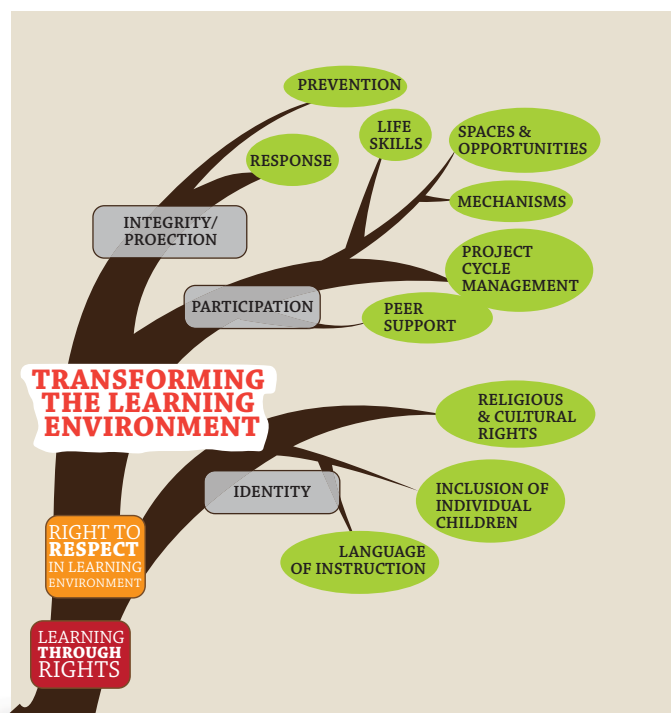 PREVENTION
LIFE
SKILLS
SPACES &
OPPORTUNITIES
RESPONSE
MECHANISMS
INTEGRITY/
PROECTION
PROJECT
CYCLE
MANAGEMENT
PARTICIPATION
PEER
SUPPORT
TRANSFORMING
THE LEARNING
ENVIRONMENT
RELIGIOUS
& CULTURAL
RIGHTS
IDENTITY
INCLUSION OF
INDIVIDUAL
CHILDREN
LANGUAGE
OF INSTRUCTION
RIGHT TO
RESPECT
IN LEARNING
ENVIRONMENT
LEARNING
THROUGH
RIGHTS